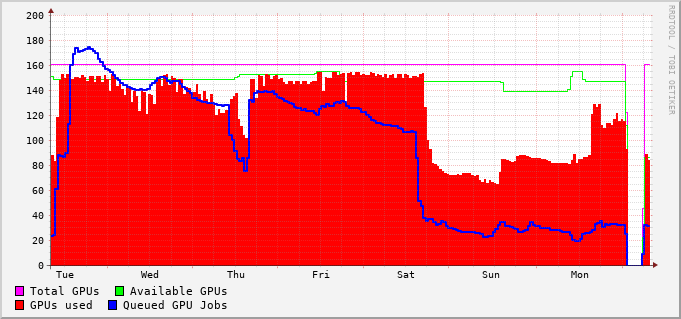 200
180
160
140
120
100
80
60
40
20
0
Tue Wed Thu Fri Sat Sun Mon
Total GPUs Available GPUs
GPUs used Queued GPU Jobs
RRDTOOL / TOBI OETIKER